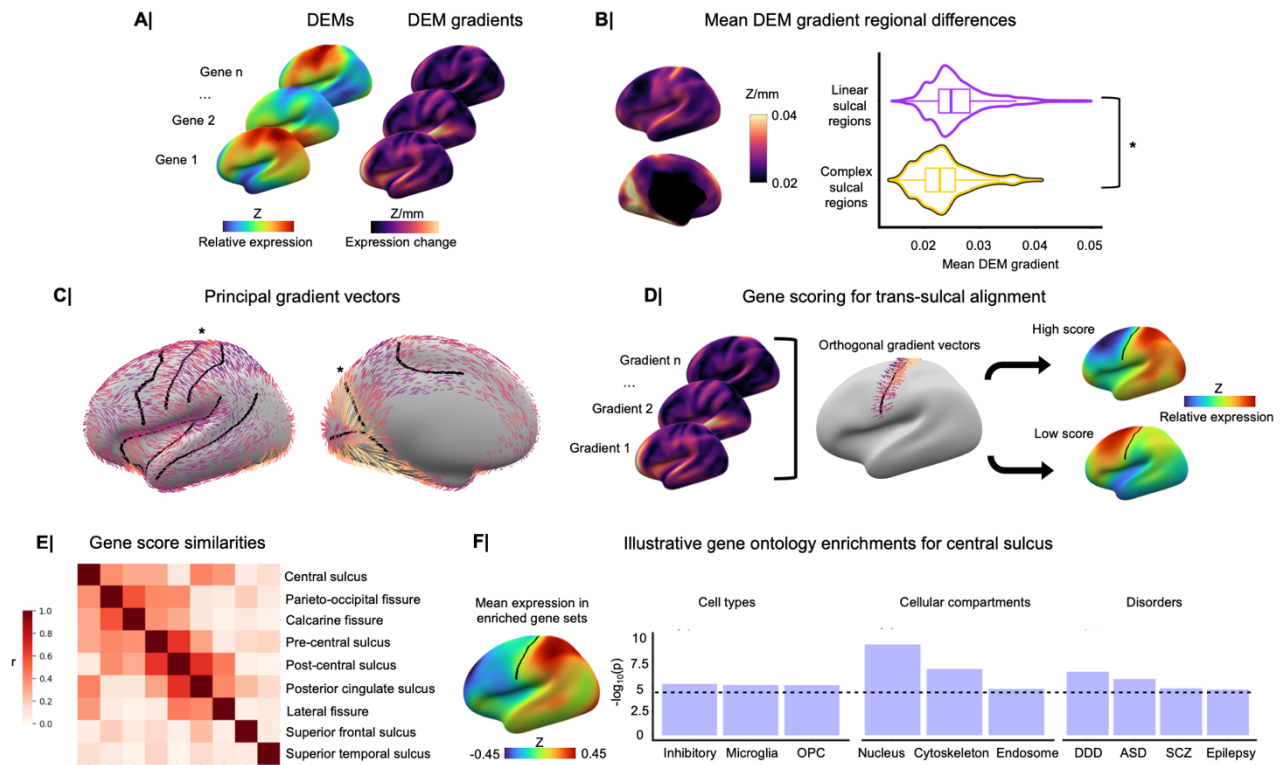 A|
DEMs
DEM gradients
Gene n
...
Gene 2
Gene 1
Z
Relative expression
Z/mm
Expression change
B|
Mean DEM gradient regional differences
Z/mm
0.04
0.02
Linear
sulcal
regions
Complex
sulcal
regions
*
0.02
0.03
0.04
0.05
Mean DEM gradient
C|
Principal gradient vectors
*
*
D|
Gene scoring for trans-sulcal alignment
Gradient n
...
Gradient 2
Gradient 1
Orthogonal gradient vectors
High score
Low score
Z
Relative expression
E|
Gene score similarities
r
1.0
0.8
0.6
0.4
0.2
0.0
Central sulcus
Parieto-occipital fissure
Calcarine fissure
Pre-central sulcus
Post-central sulcus
Posterior cingulate sulcus
Lateral fissure
Superior frontal sulcus
Superior temporal sulcus
F|
Illustrative gene ontology enrichments for central sulcus
Mean expression in
enriched gene sets
-0.45
Z
0.45
Cell types
Cellular compartments
Disorders
-log10(p)
10
7.5
5
2.5
0
Inhibitory
Microglia
OPC
Nucleus
Cytoskeleton
Endosome
DDD
ASD
SCZ
Epilepsy